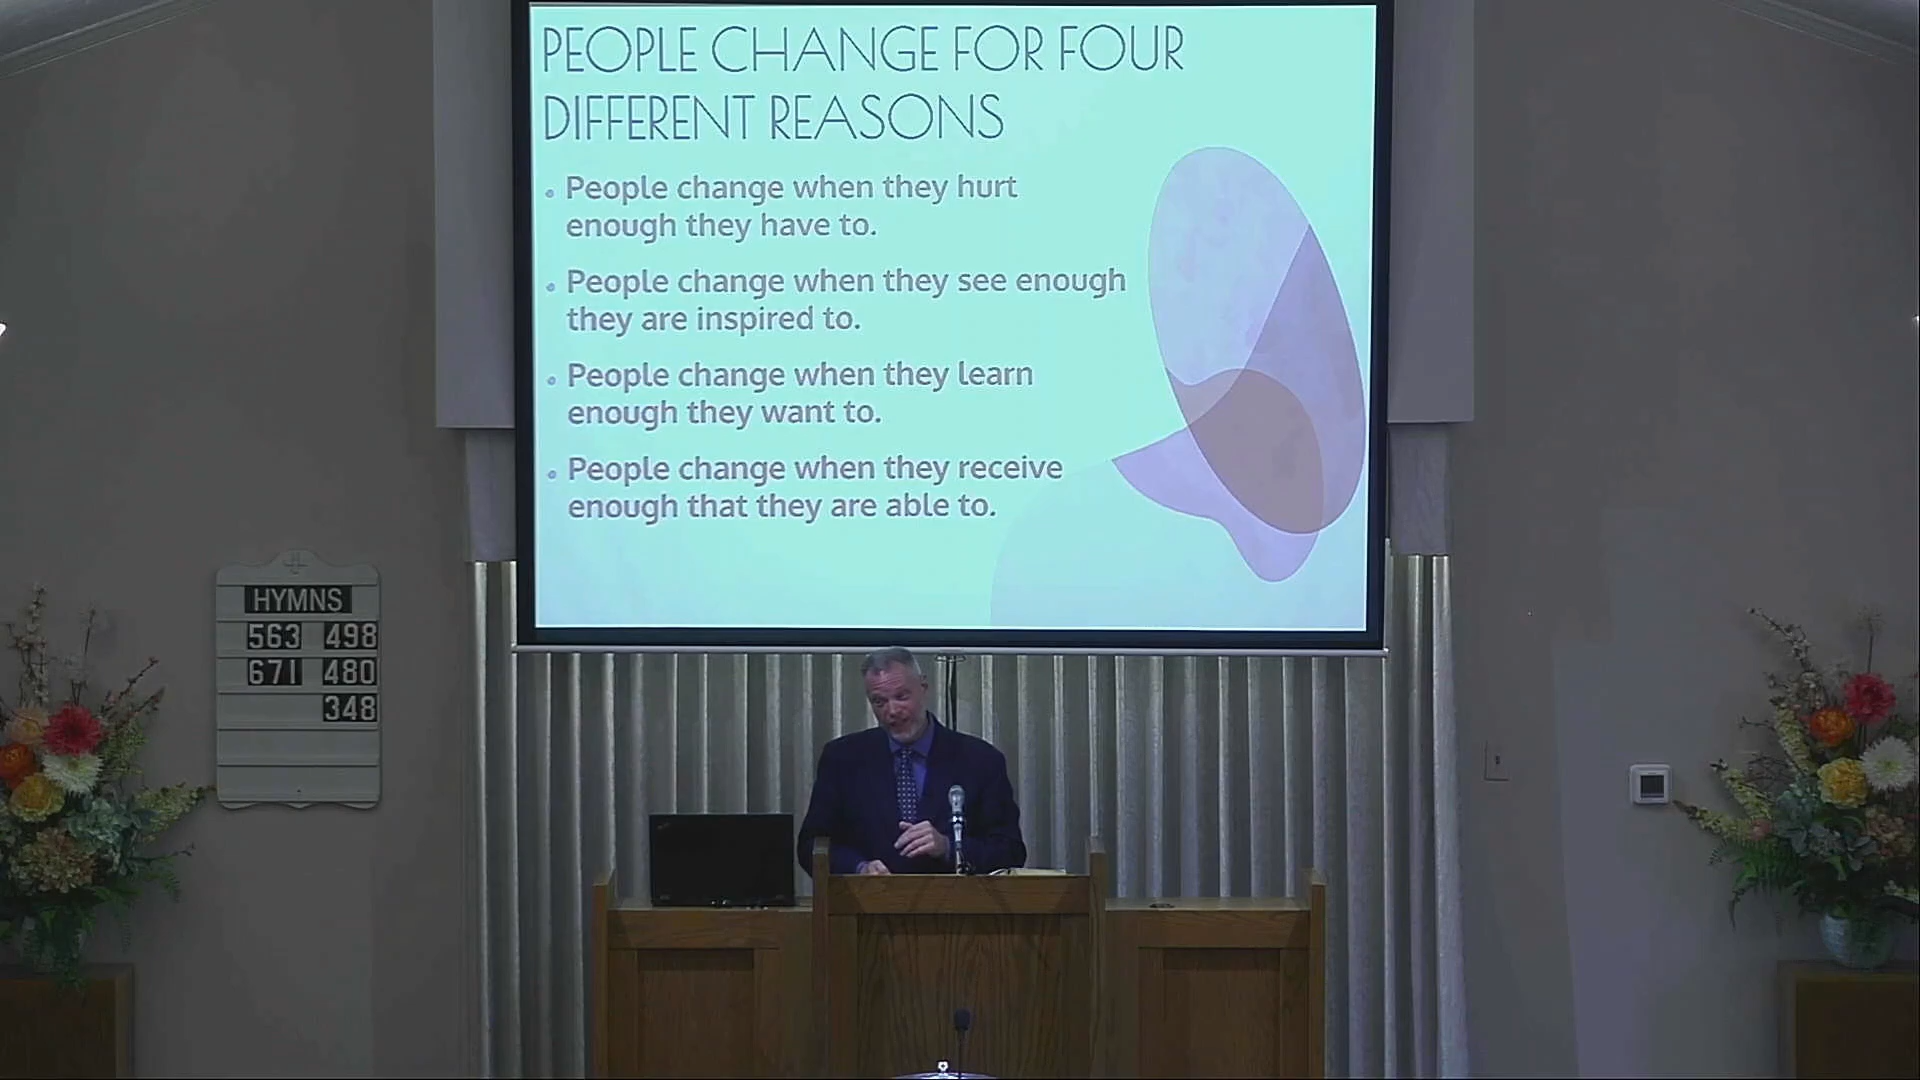 PEOPLE CHANGE FOR FOUR
DIFFERENT REASONS
• People change when they hurt
enough they have to.
• People change when they see enough
they are inspired to.
• People change when they learn
enough they want to.
• People change when they receive
enough that they are able to.
HYMNS
563 498
671 480
348